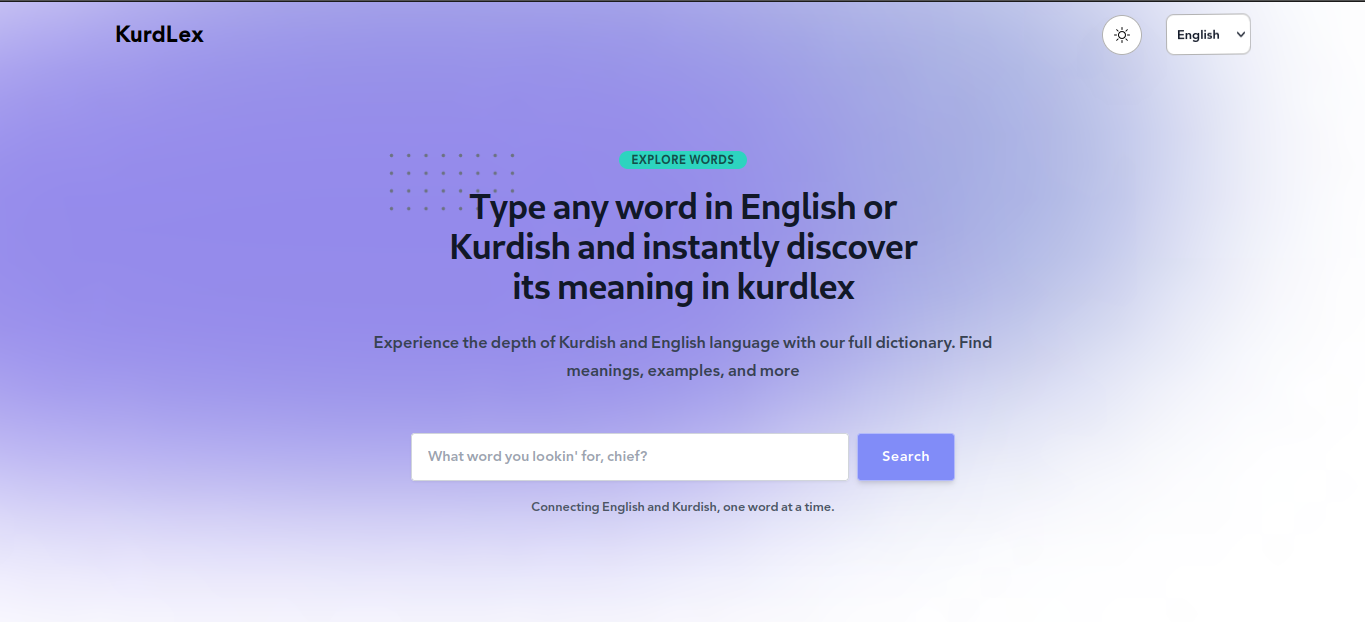 KurdLex
English
EXPLORE WORDS
Type any word in English or
Kurdish and instantly discover
its meaning in kurdlex
Experience the depth of Kurdish and English language with our full dictionary. Find
meanings, examples, and more
What word you lookin' for, chief?
Search
Connecting English and Kurdish, one word at a time.